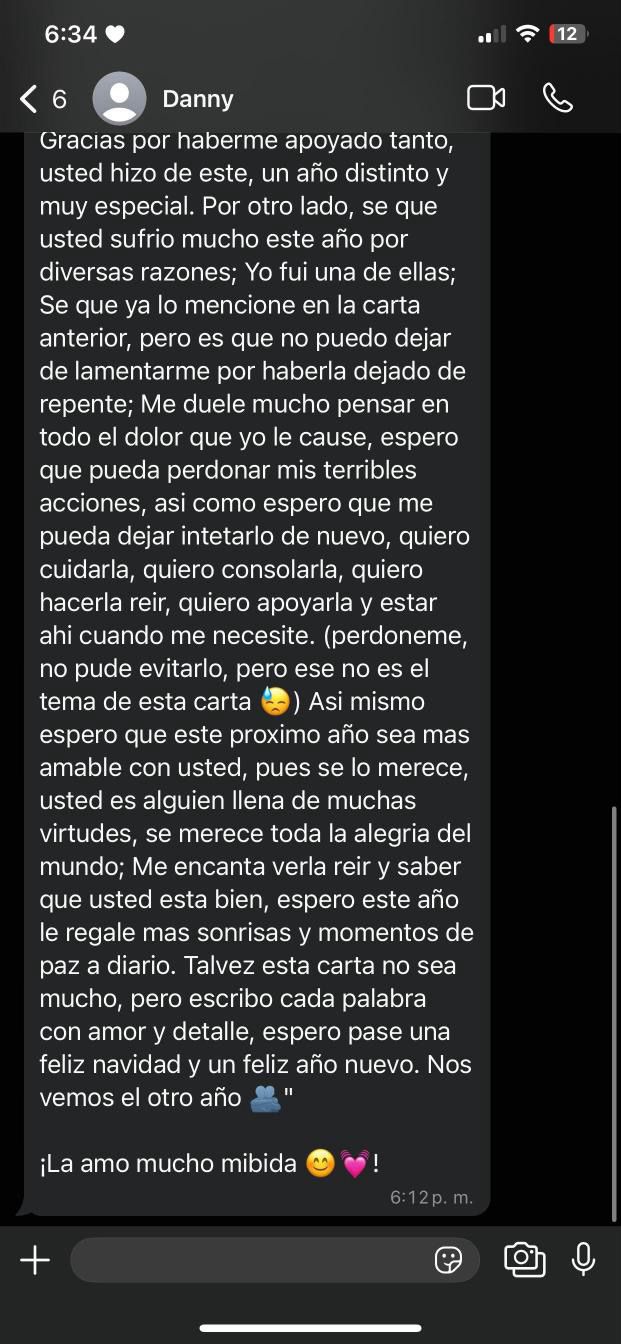 6:34
12
6
Danny
Gracias por haberme apoyado tanto,
usted hizo de este, un año distinto y
muy especial. Por otro lado, se que
usted sufrio mucho este año por
diversas razones; Yo fui una de ellas;
Se que ya lo mencione en la carta
anterior, pero es que no puedo dejar
de lamentarme por haberla dejado de
repente; Me duele mucho pensar en
todo el dolor que yo le cause, espero
que pueda perdonar mis terribles
acciones, asi como espero que me
pueda dejar intetarlo de nuevo, quiero
cuidarla, quiero consolarla, quiero
hacerla reir, quiero apoyarla y estar
ahi cuando me necesite. (perdoneme,
no pude evitarlo, pero ese no es el
tema de esta carta 😓) Asi mismo
espero que este proximo año sea mas
amable con usted, pues se lo merece,
usted es alguien llena de muchas
virtudes, se merece toda la alegria del
mundo; Me encanta verla reir y saber
que usted esta bien, espero este año
le regale mas sonrisas y momentos de
paz a diario. Talvez esta carta no sea
mucho, pero escribo cada palabra
con amor y detalle, espero pase una
feliz navidad y un feliz año nuevo. Nos
vemos el otro año 🫂"
¡La amo mucho mibida 😊💓!
6:12 p. m.